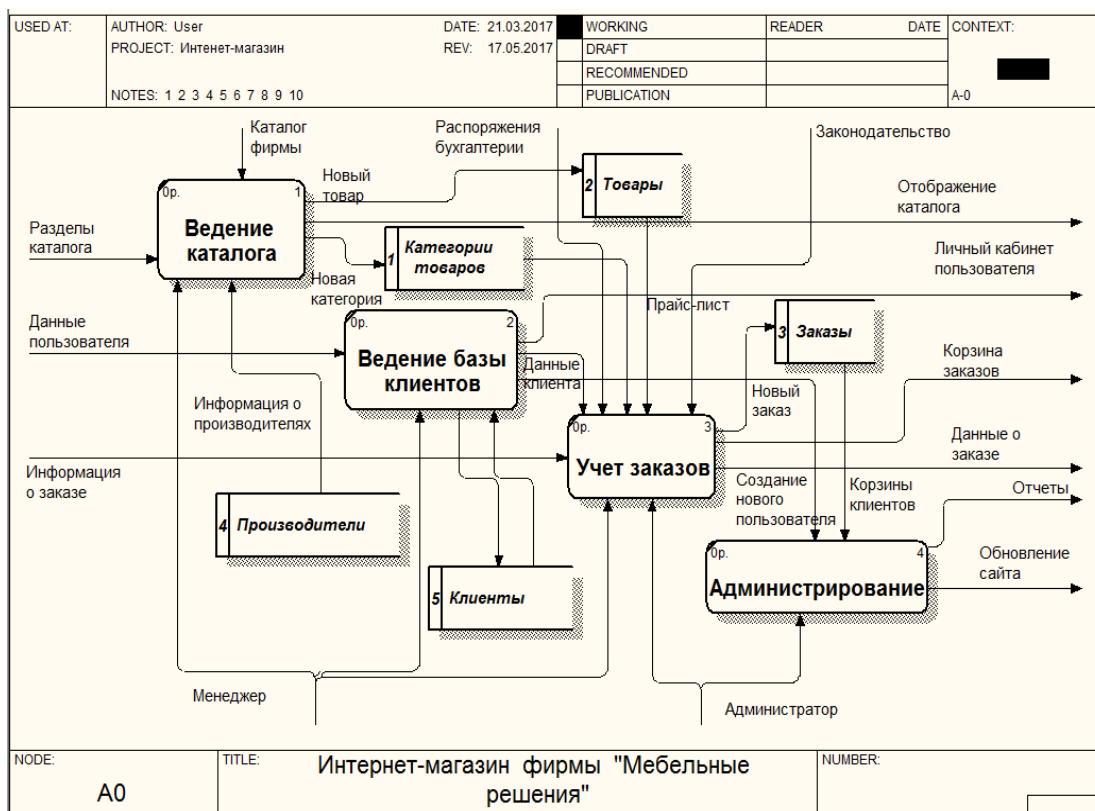 USED AT:
AUTHOR: User
DATE: 21.03.2017
PROJECT: Интенет-магазин
REV: 17.05.2017
NOTES: 1 2 3 4 5 6 7 8 9 10
WORKING
DRAFT
RECOMMENDED
PUBLICATION
READER
DATE
CONTEXT:
A-0
Каталог
фирмы
Распоряжения
бухгалтерии
Законодательство
0р.
1
Ведение
каталога
Новый
товар
2
Товары
Отображение
каталога
Разделы
каталога
1
Категории
товаров
Личный кабинет
пользователя
Новая
категория
Прайс-лист
Данные
пользователя
0р.
2
Ведение базы
клиентов
3
Заказы
Данные
клиента
Корзина
заказов
Новый
заказ
Информация о
производителях
0р.
3
Учет заказов
Данные о
заказе
Информация
о заказе
Создание
нового
пользователя
Корзины
клиентов
Отчеты
4
Производители
0р.
4
Администрирование
Обновление
сайта
5
Клиенты
Менеджер
Администратор
NODE:
A0
TITLE:
Интернет-магазин фирмы "Мебельные
решения"
NUMBER: